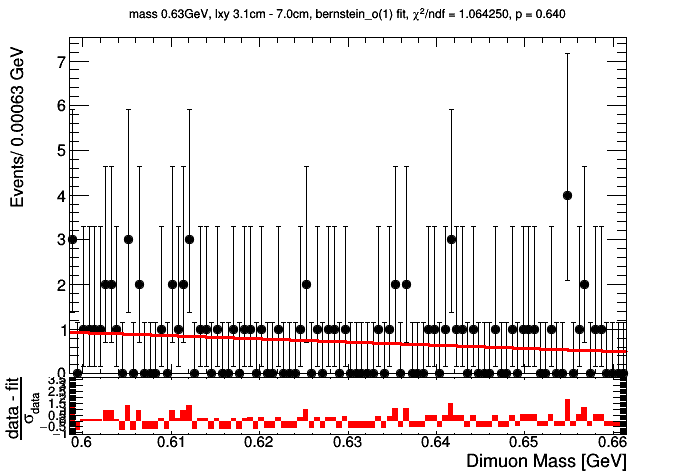 mass 0.63GeV, lxy 3.1cm - 7.0cm, bernstein_o(1) fit, χ²/ndf = 1.064250, p = 0.640
Events/ 0.00063 GeV
7
6
5
4
3
2
1
0
data - fit
σdata
0.6 0.61 0.62 0.63 0.64 0.65 0.66
Dimuon Mass [GeV]